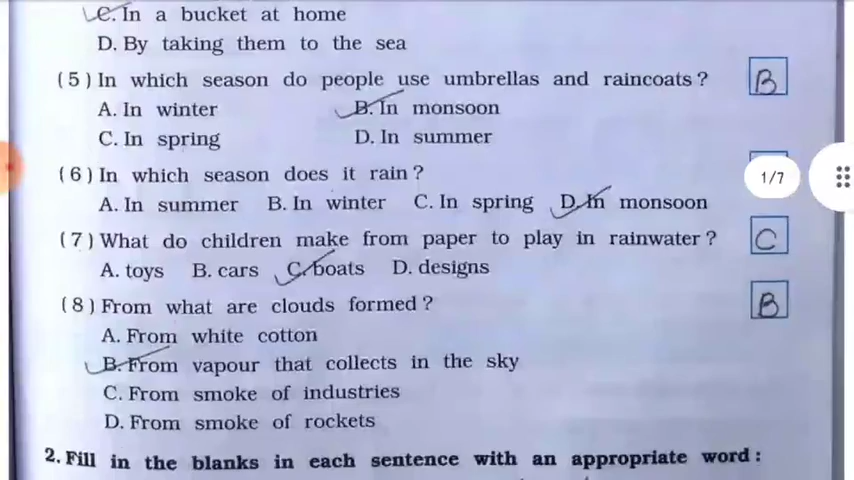 C. In a bucket at home
D. By taking them to the sea
(5) In which season do people use umbrellas and raincoats ? B
A. In winter B. In monsoon
C. In spring D. In summer
(6) In which season does it rain ?
1/7
A. In summer B. In winter C. In spring D. In monsoon
(7) What do children make from paper to play in rainwater ? C
A. toys B. cars C. boats D. designs
(8) From what are clouds formed ? B
A. From white cotton
B. From vapour that collects in the sky
C. From smoke of industries
D. From smoke of rockets
2. Fill in the blanks in each sentence with an appropriate word :